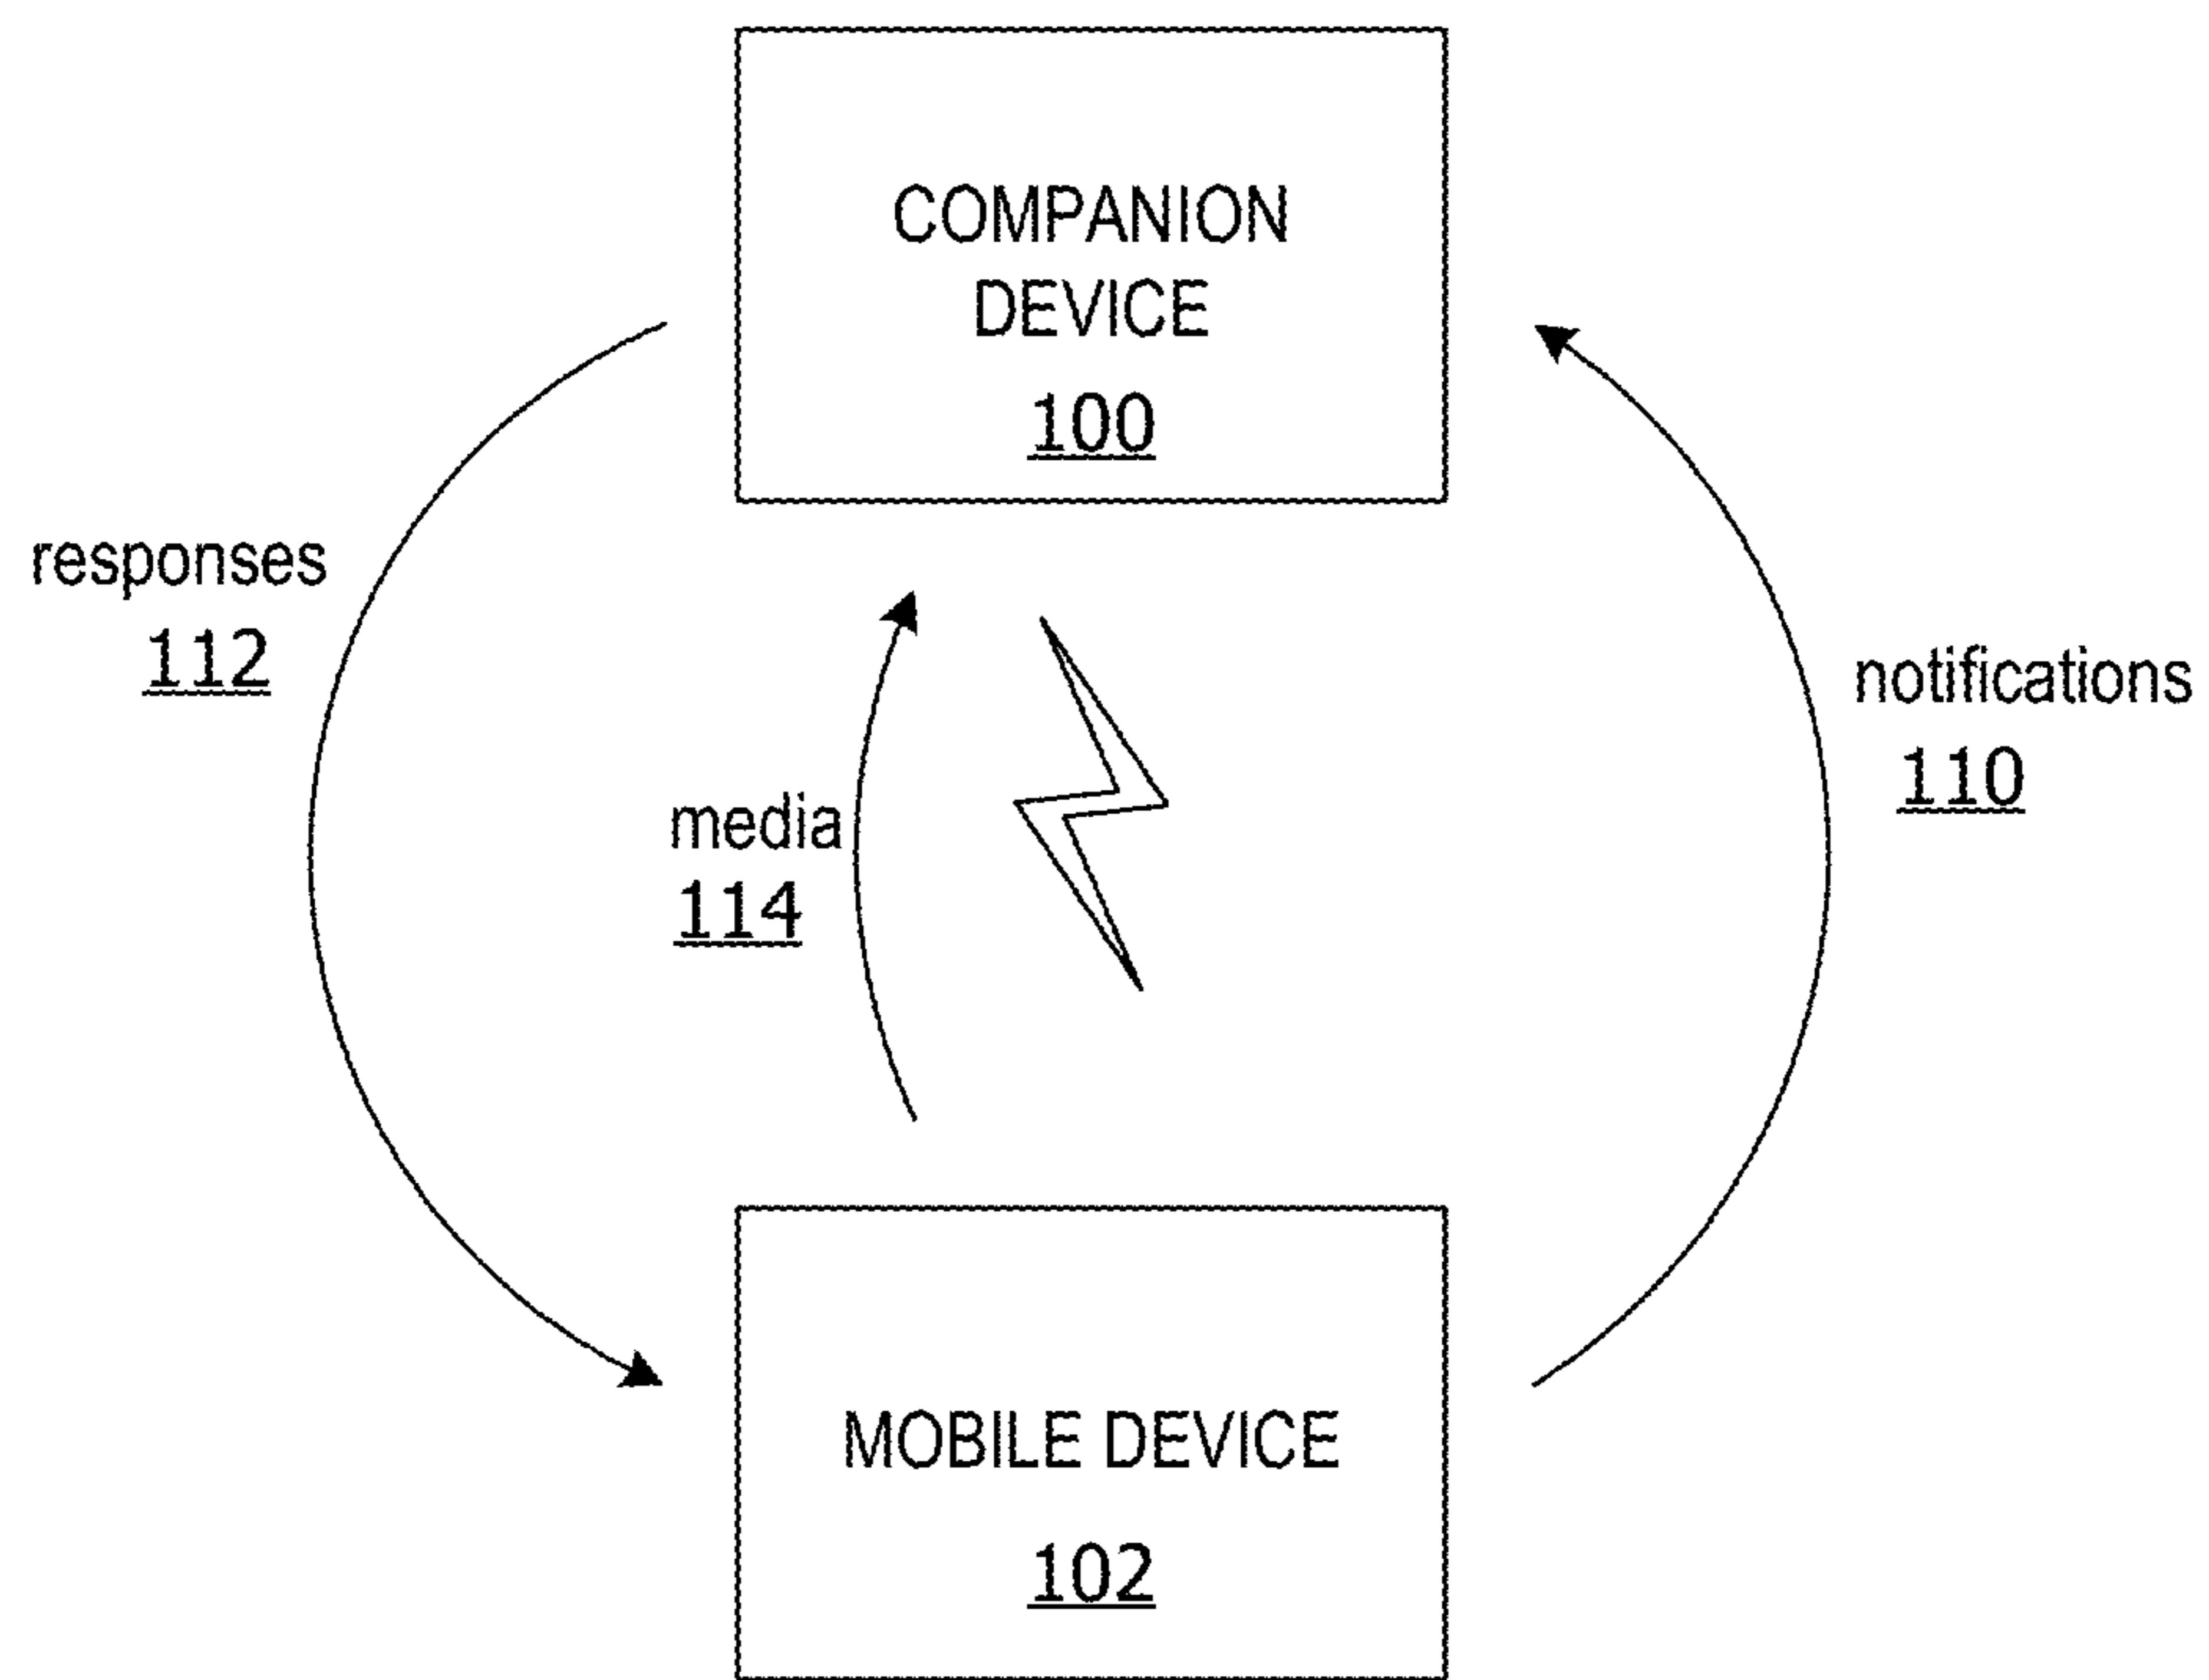 COMPANION
DEVICE
100
responses
112
notifications
110
media
114
MOBILE DEVICE
102